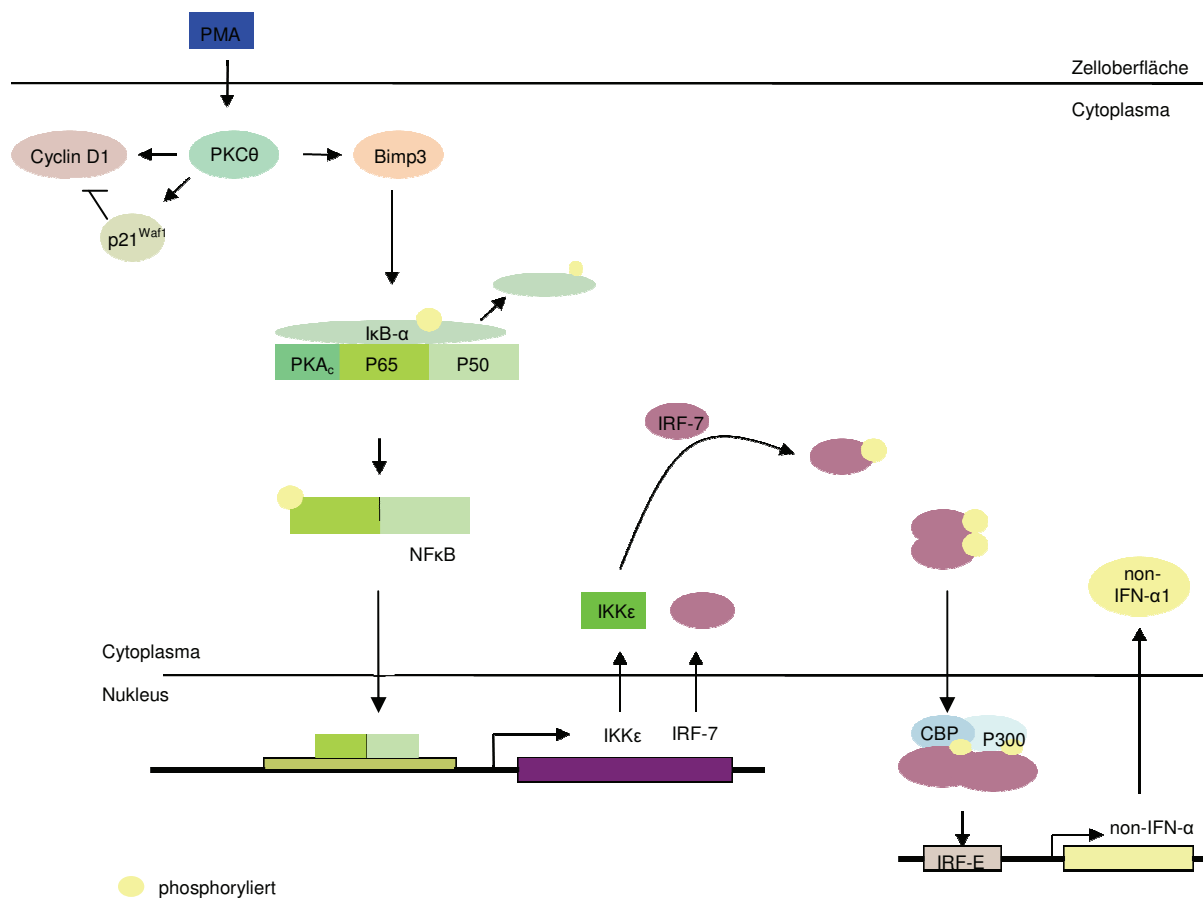 PMA
Zelloberfläche
Cytoplasma
Cyclin D1
PKCθ
Bimp3
p21Waf1
IκB-α
PKAc
P65
P50
IRF-7
NFκB
non-
IFN-α1
IKKε
Cytoplasma
Nukleus
IKKε
IRF-7
CBP
P300
non-IFN-α
IRF-E
phosphoryliert